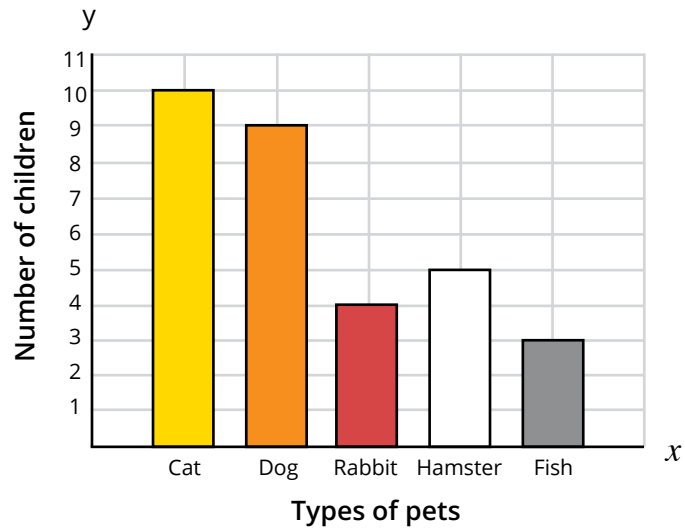 y
11
10
9
8
7
6
5
4
3
2
1
Number of children
x
Cat Dog Rabbit Hamster Fish
Types of pets